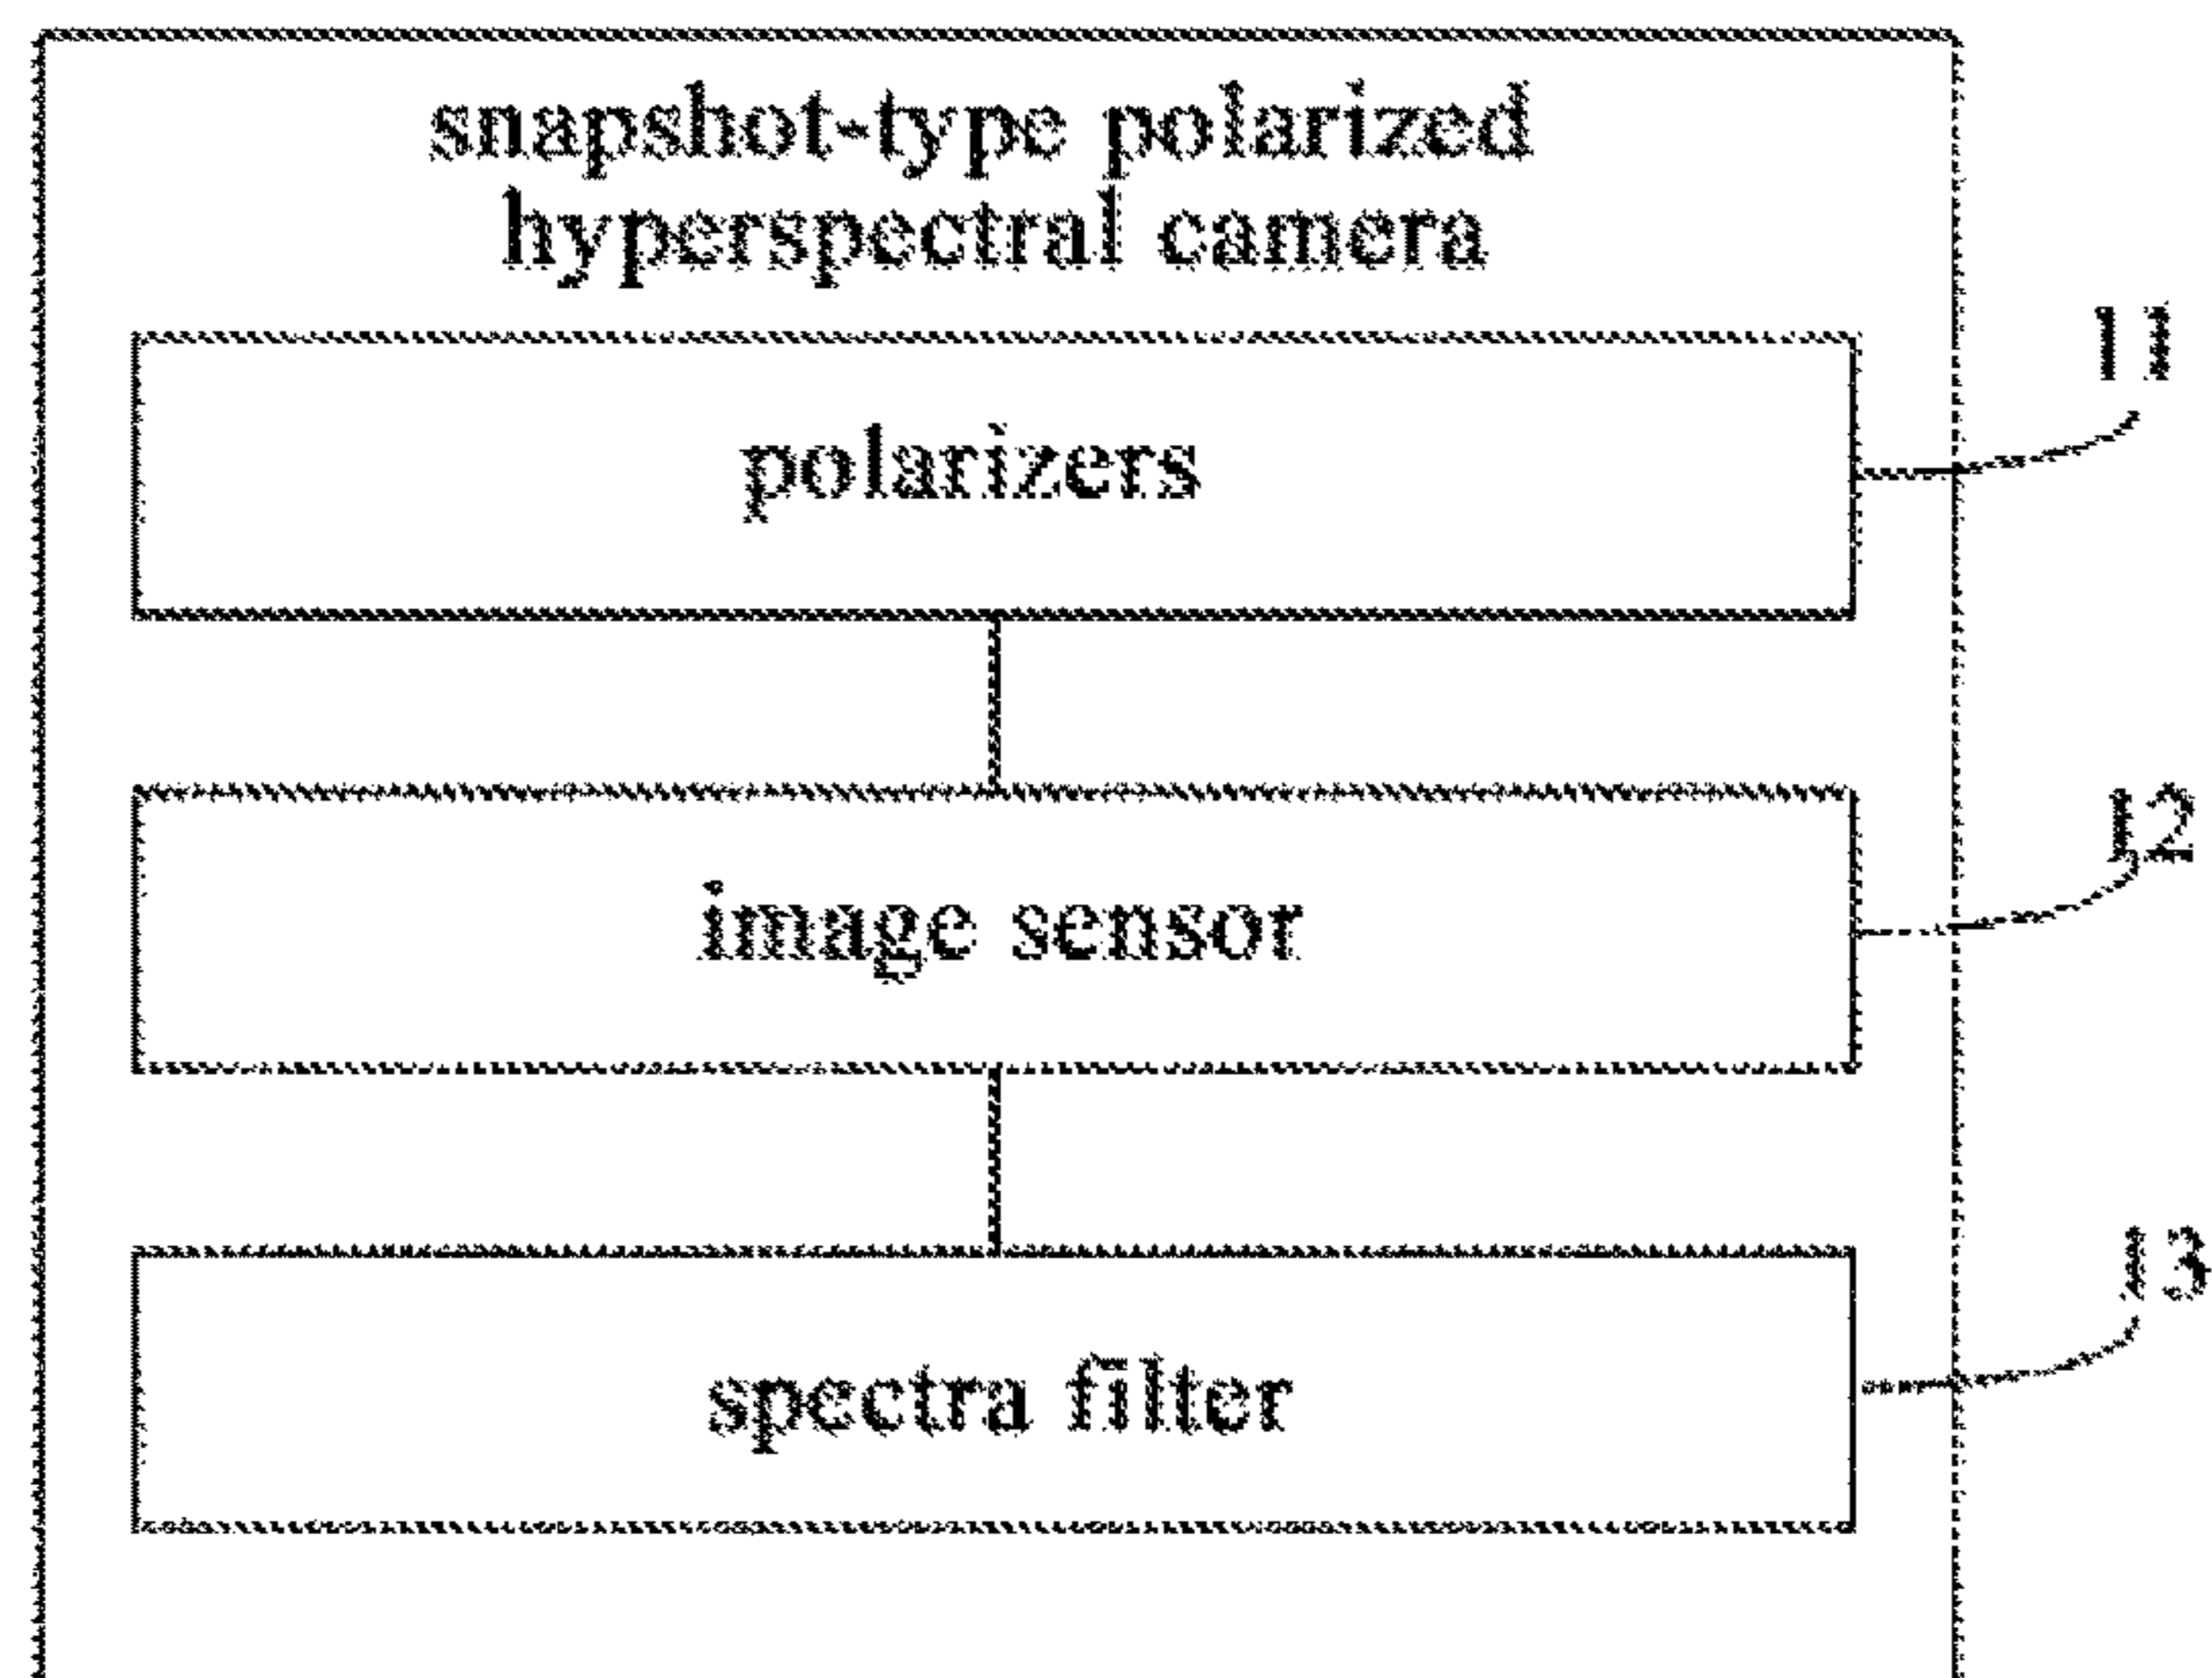 snapshot-type polarized
hyperspectral camera
11
polarizers
12
image sensor
13
spectra filter